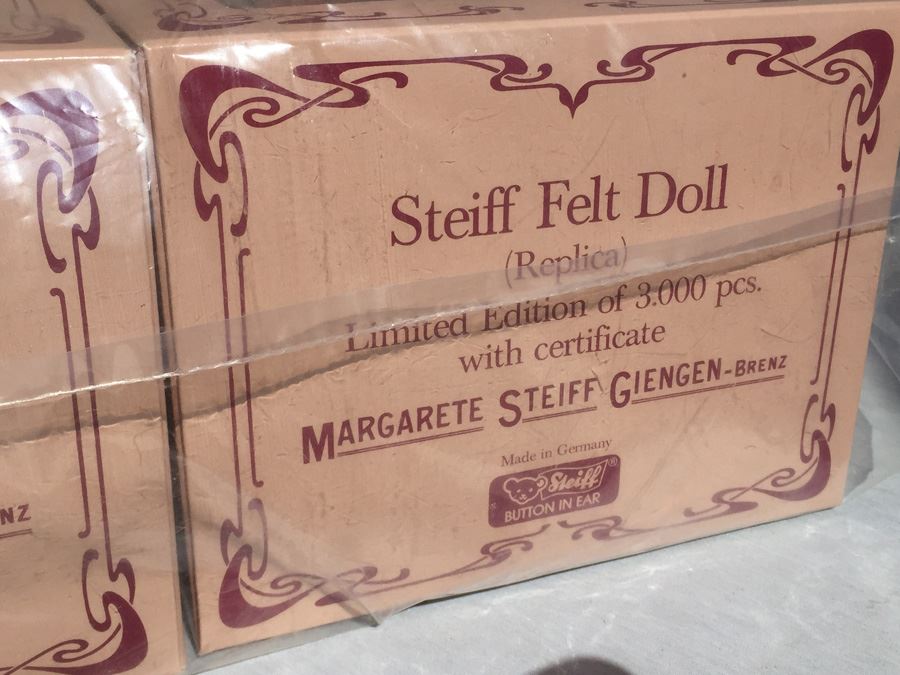 Steiff Felt Doll
(Replica)
Limited Edition of 3.000 pcs.
with certificate
MARGARETE STEIFF GIENGEN-BRENZ
Made in Germany
Steiff ®
BUTTON IN EAR
NZ